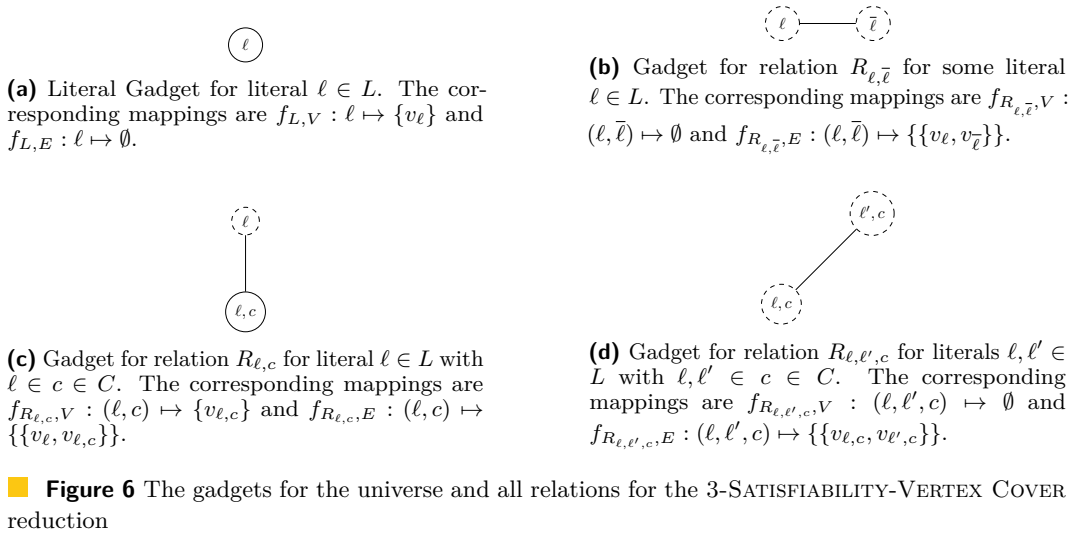 ℓ
(a) Literal Gadget for literal ℓ ∈ L. The cor-
responding mappings are f_{L,V} : ℓ ↦ {v_ℓ} and
f_{L,E} : ℓ ↦ ∅.
ℓ ℓ̅
(b) Gadget for relation R_{ℓ,ℓ̅} for some literal
ℓ ∈ L. The corresponding mappings are f_{R_{ℓ,ℓ̅},V} :
(ℓ, ℓ̅) ↦ ∅ and f_{R_{ℓ,ℓ̅},E} : (ℓ, ℓ̅) ↦ {{v_ℓ, v_ℓ̅}}.
ℓ
ℓ, c
(c) Gadget for relation R_{ℓ,c} for literal ℓ ∈ L with
ℓ ∈ c ∈ C. The corresponding mappings are
f_{R_{ℓ,c},V} : (ℓ, c) ↦ {v_{ℓ,c}} and f_{R_{ℓ,c},E} : (ℓ, c) ↦
{{v_ℓ, v_{ℓ,c}}}.
ℓ′, c
ℓ, c
(d) Gadget for relation R_{ℓ,ℓ′,c} for literals ℓ, ℓ′ ∈
L with ℓ, ℓ′ ∈ c ∈ C. The corresponding
mappings are f_{R_{ℓ,ℓ′,c},V} : (ℓ, ℓ′, c) ↦ ∅ and
f_{R_{ℓ,ℓ′,c},E} : (ℓ, ℓ′, c) ↦ {{v_{ℓ,c}, v_{ℓ′,c}}}.
Figure 6 The gadgets for the universe and all relations for the 3-SATISFIABILITY-VERTEX COVER
reduction